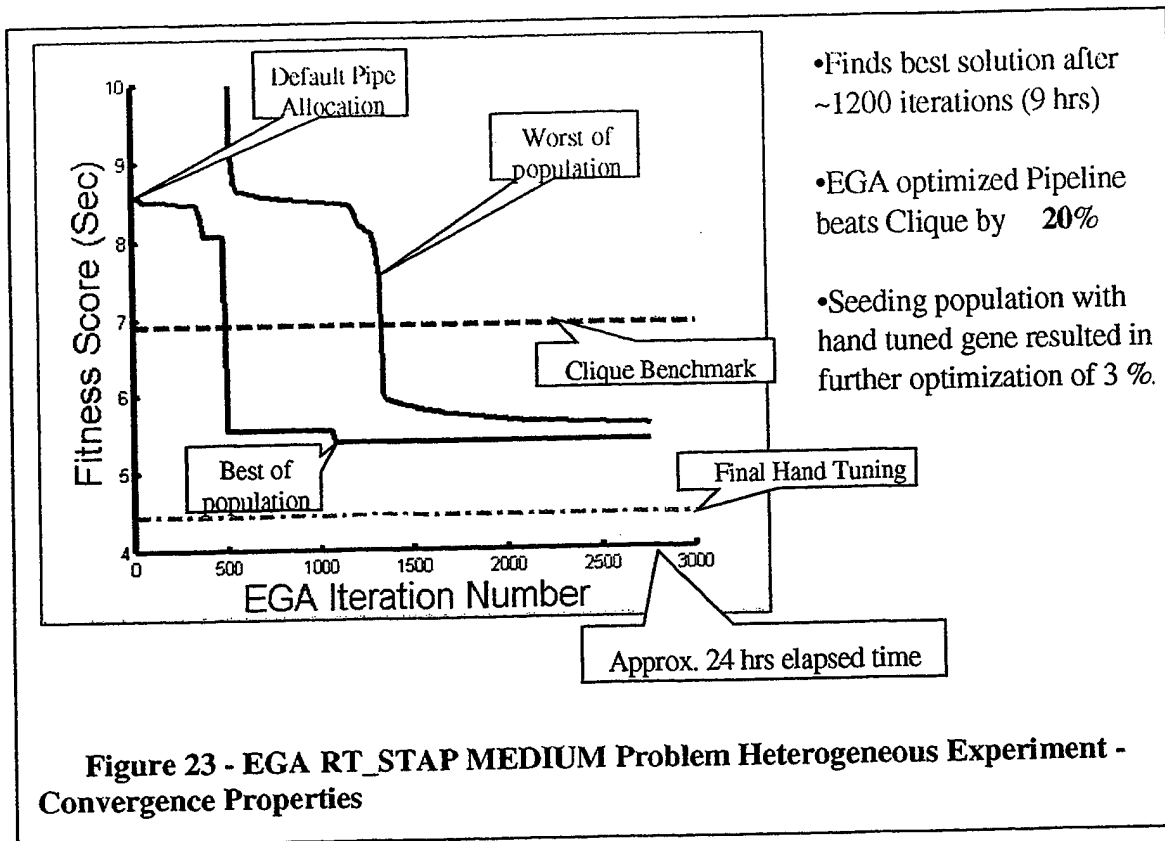 Default Pipe
Allocation
Worst of
population
10
9
8
7
6
5
4
Fitness Score (Sec)
Clique Benchmark
Best of
population
Final Hand Tuning
0
500
1000
1500
2000
2500
3000
EGA Iteration Number
Approx. 24 hrs elapsed time
•Finds best solution after
~1200 iterations (9 hrs)
•EGA optimized Pipeline
beats Clique by 20%
•Seeding population with
hand tuned gene resulted in
further optimization of 3 %.
Figure 23 - EGA RT_STAP MEDIUM Problem Heterogeneous Experiment -
Convergence Properties